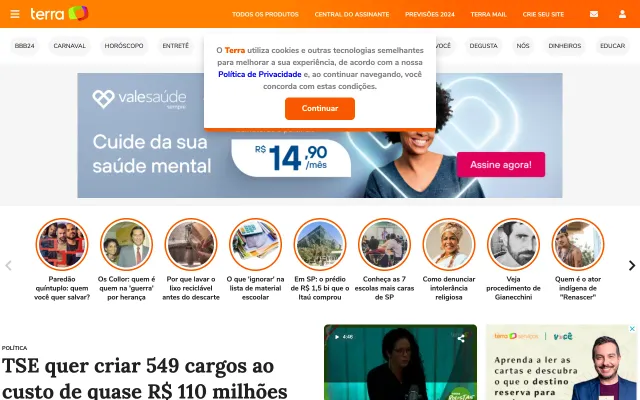 terra
TODOS OS PRODUTOS
CENTRAL DO ASSINANTE
PREVISÕES 2024
TERRA MAIL
CRIE SEU SITE
BBB24
CARNAVAL
HORÓSCOPO
ENTRETÊ
VOCÊ
DEGUSTA
NÓS
DINHEIROS
EDUCAR
O Terra utiliza cookies e outras tecnologias semelhantes
para melhorar a sua experiência, de acordo com a nossa
Política de Privacidade e, ao continuar navegando, você
concorda com estas condições.
Continuar
valesaúde
sempre
Cuide da sua
saúde mental
R$ 14,90
/mês
Assine agora!
Paredão
quíntuplo: quem
você quer salvar?
Os Collor: quem é
quem na 'guerra'
por herança
Por que lavar o
lixo reciclável
antes do descarte
O que 'ignorar' na
lista de material
escoolar
Em SP: o prédio
de R$ 1,5 bi que o
Itaú comprou
Conheça as 7
escolas mais caras
de SP
Como denunciar
intolerância
religiosa
Veja
procedimento de
Gianecchini
Quem é o ator
indígena de
"Renascer"
POLÍTICA
TSE quer criar 549 cargos ao
custo de quase R$ 110 milhões
4:46
terra serviços
você
Aprenda a ler as
cartas e descubra
o que o destino
reserva para